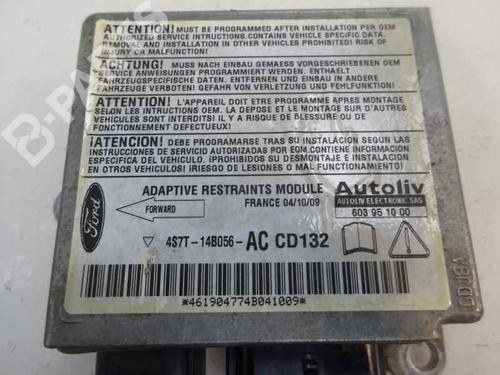 ATTENTION! MUST BE PROGRAMMED AFTER INSTALLATION PER OEM
AUTHORIZED SERVICE INTRUCTIONS.CONTAINS VEHICLE SPECIFIC DATA.
REMOVAL AND INSTALLATION IN OTHER VEHICLES PROHIBITED! RISK OF
INJURY OR MALFUNCTION!
ACHTUNG! MUSS NACH EINBAU GEMAESS VORGESCHRIEBENEN OEM
SERVICE ANWEISUNGEN PROGRAMMIERT WERDEN. ENTHAELT
FAHRZEUGSPEZIFISCHE DATEN. ENTFERNEN UND EINBAU IN ANDERE
FAHRZEUGE VERBOTEN! GEFAHR VON VERLETZUNG UND FEHLFUNKTION!
ATTENTION! L'APPAREIL DOIT ETRE PROGRAMME APRES MONTAGE
SELON LES INTRUCTIONS OEM. LA DEPOSE ET LE MONTAGE SUR D'AUTRES
VEHICULES SONT INTERDITS! IL Y A RISQUE DE BLESSURE OU DE
FONCTIONNEMENT DEFECTUEUX!
¡ATENCION! DEBE PROGRAMARSE TRAS SU INSTALACION SEGUN LAS
INSTRUCCIONES DE SERVICIO AUTORIZADAS POR EOM.CONTIENE INFORMACION
ESPECIFICA DEL VEHICULO. ¡PROHIBIDO SU DESMONTAJE E INSTALACION
EN OTROS VEHICULOS! ¡RIESGO DE LESIONES O MAL FUNCIONAMIENTO!
Ford
FORWARD
ADAPTIVE RESTRAINTS MODULE
FRANCE 04/10/09
Autoliv
AUTOLIV ELECTRONIC SAS
603 95 10 00
4S7T-14B056-AC CD132
*461904774B041009*
B-PARTS